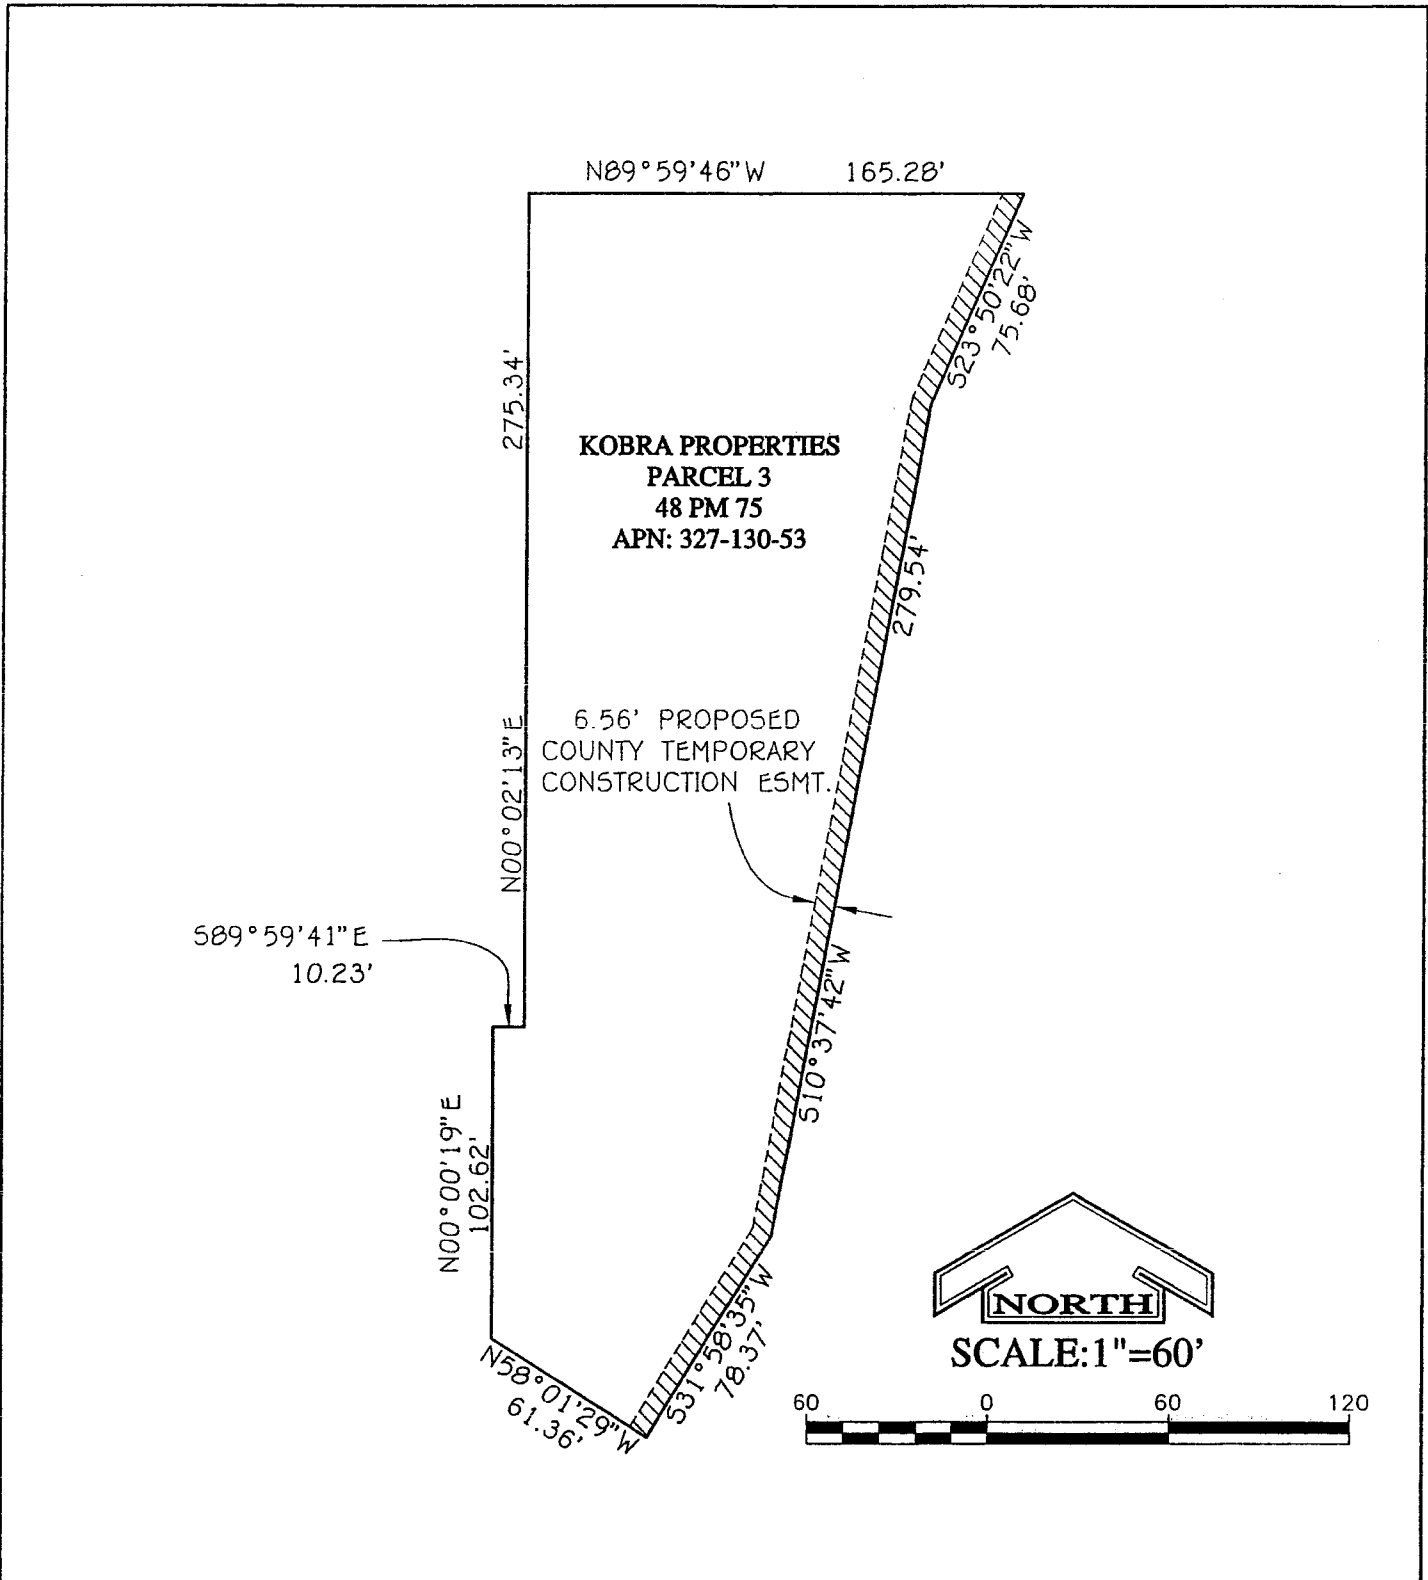 N89°59'46"W 165.28'
S23°50'22"W
75.68'
275.34'
KOBRA PROPERTIES
PARCEL 3
48 PM 75
APN: 327-130-53
279.54'
N00°02'13"E
6.56' PROPOSED
COUNTY TEMPORARY
CONSTRUCTION ESMT.
S89°59'41"E
10.23'
S10°37'42"W
N00°00'19"E
102.62'
S31°58'35"W
78.37'
N58°01'29"W
61.36'
NORTH
SCALE:1"=60'
60 0 60 120